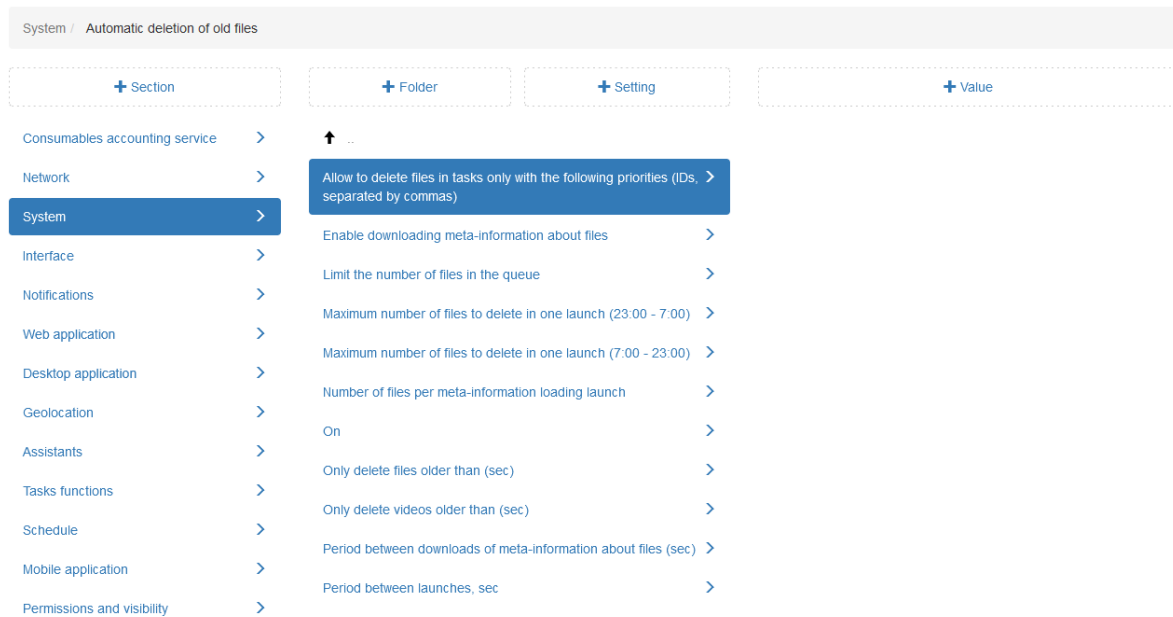 System / Automatic deletion of old files
+ Section
+ Folder
+ Setting
+ Value
Consumables accounting service
Network
System
Interface
Notifications
Web application
Desktop application
Geolocation
Assistants
Tasks functions
Schedule
Mobile application
Permissions and visibility
..
Allow to delete files in tasks only with the following priorities (IDs,
separated by commas)
Enable downloading meta-information about files
Limit the number of files in the queue
Maximum number of files to delete in one launch (23:00 - 7:00)
Maximum number of files to delete in one launch (7:00 - 23:00)
Number of files per meta-information loading launch
On
Only delete files older than (sec)
Only delete videos older than (sec)
Period between downloads of meta-information about files (sec)
Period between launches, sec